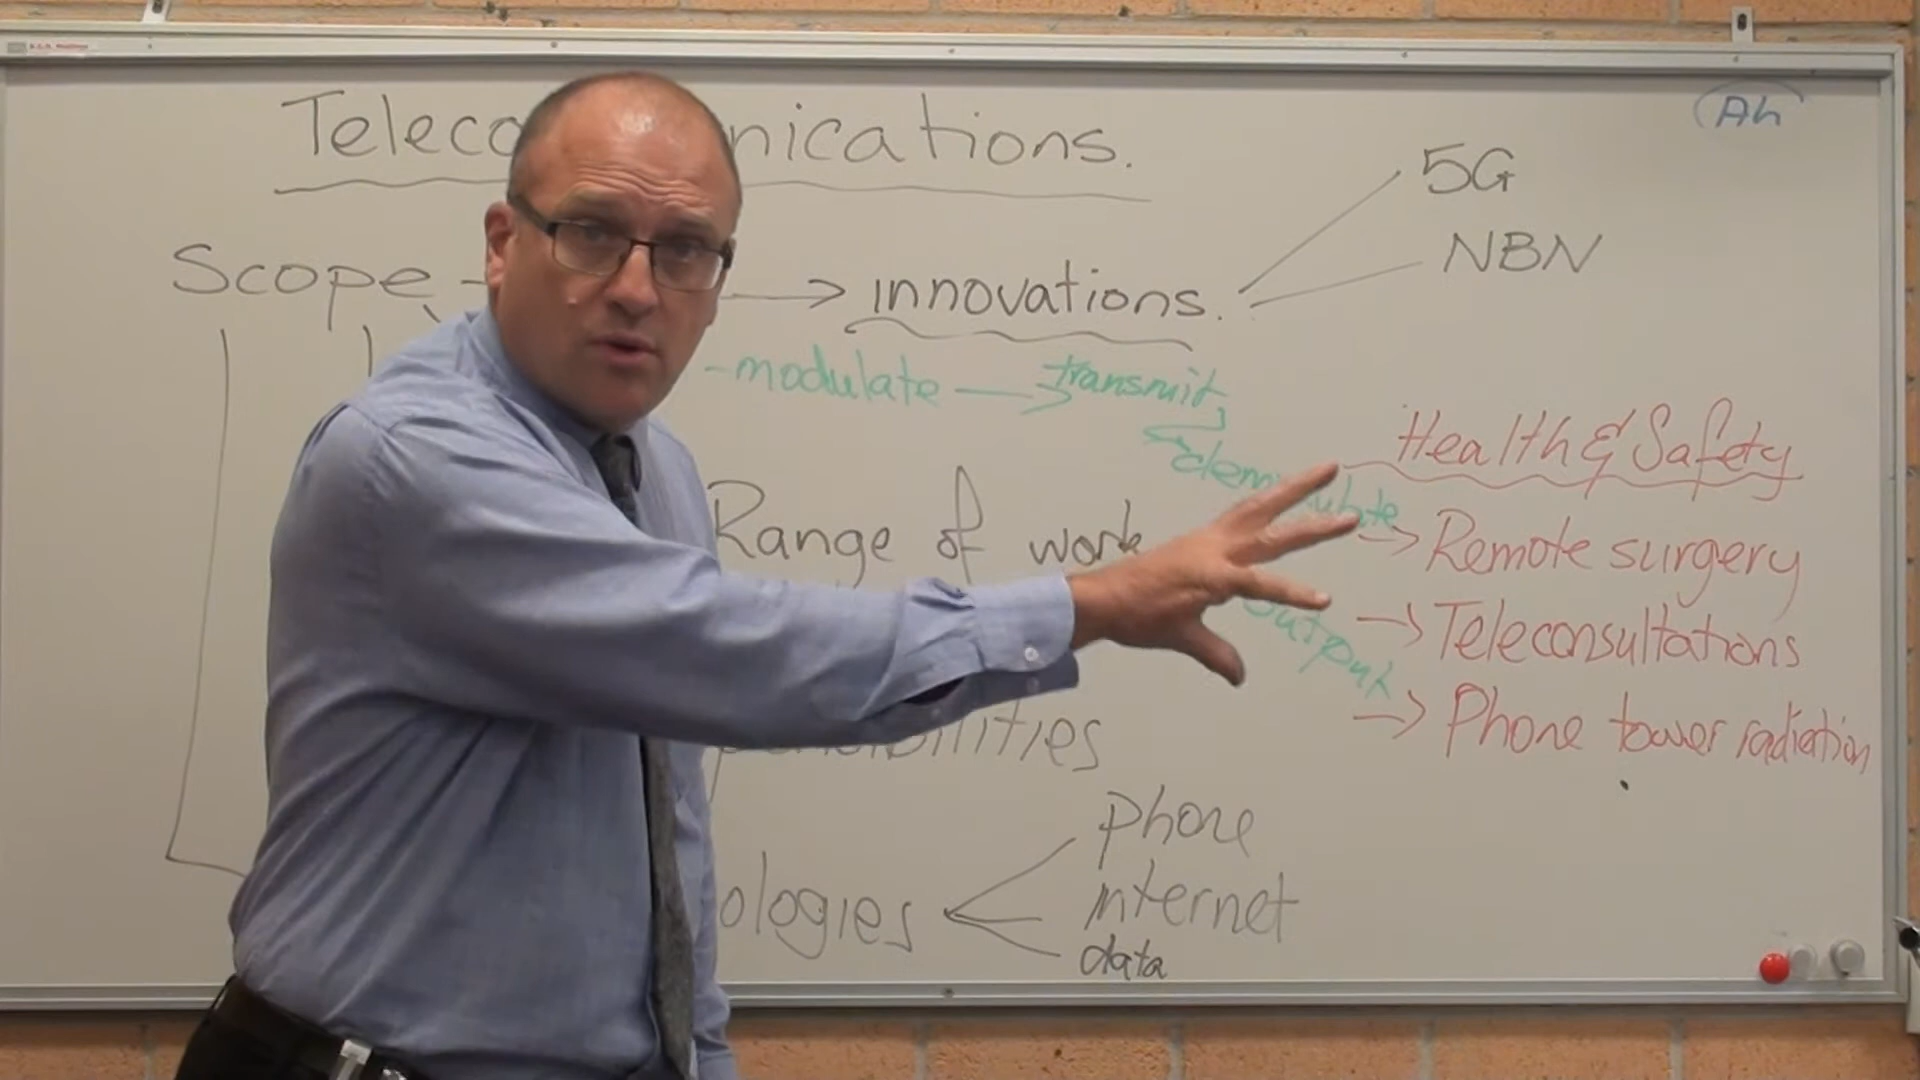 Ah
Teleco nications.
5G
NBN
Scope → innovations.
-modulate → transmit
Health & Safety
→ Remote surgery
Range of work
output
→ Teleconsultations
→ Phone tower radiation
phone
ologies
internet
data